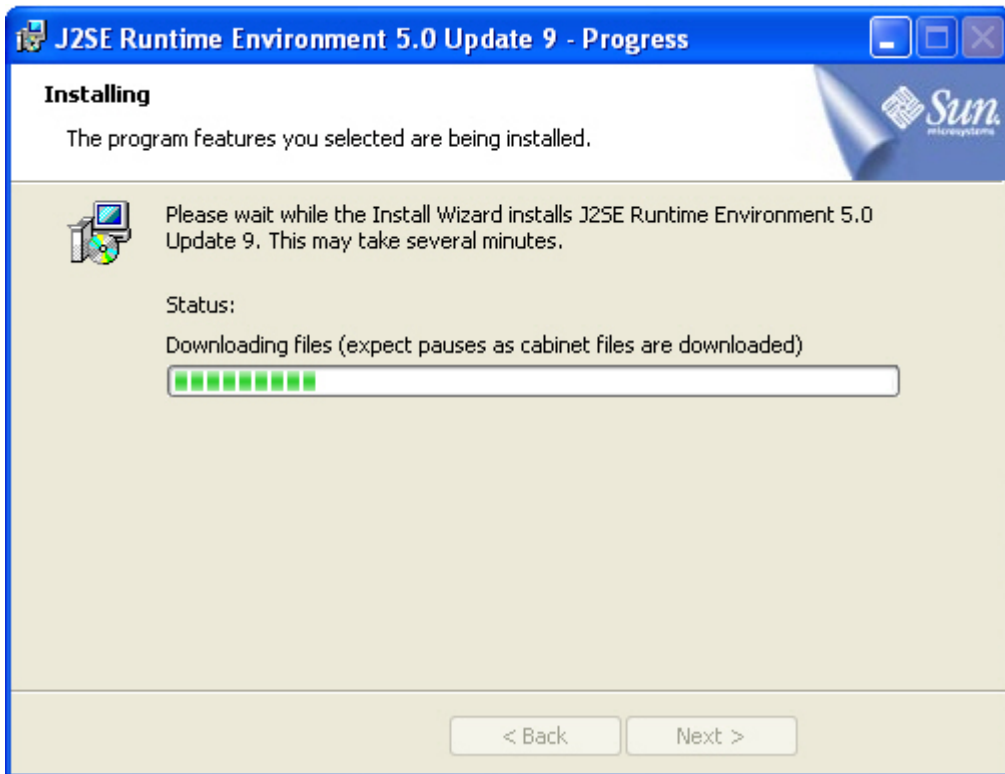 J2SE Runtime Environment 5.0 Update 9 - Progress
Installing
The program features you selected are being installed.
Sun.
microsystems
Please wait while the Install Wizard installs J2SE Runtime Environment 5.0
Update 9. This may take several minutes.
Status:
Downloading files (expect pauses as cabinet files are downloaded)
< Back
Next >